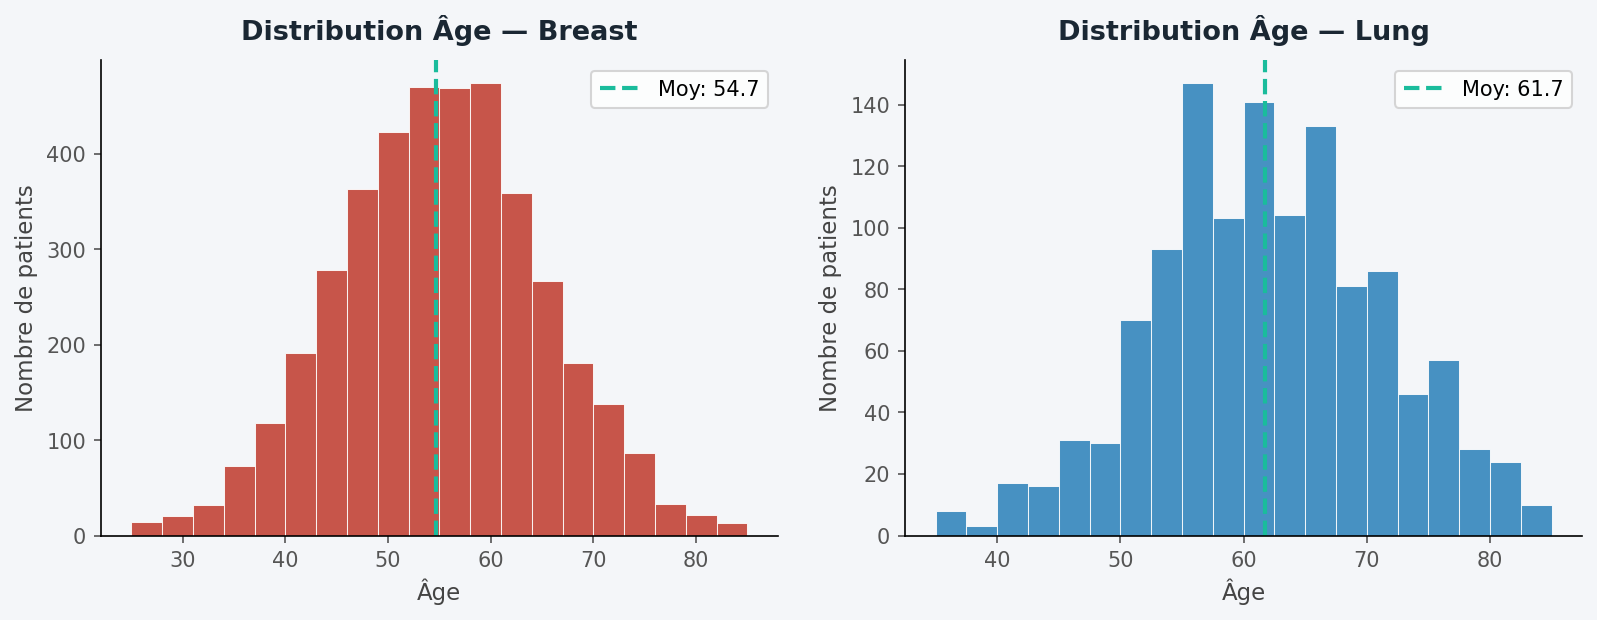 Distribution Âge — Breast
Moy: 54.7
Nombre de patients
400
300
200
100
0
30 40 50 60 70 80
Âge
Distribution Âge — Lung
Moy: 61.7
Nombre de patients
140
120
100
80
60
40
20
0
40 50 60 70 80
Âge